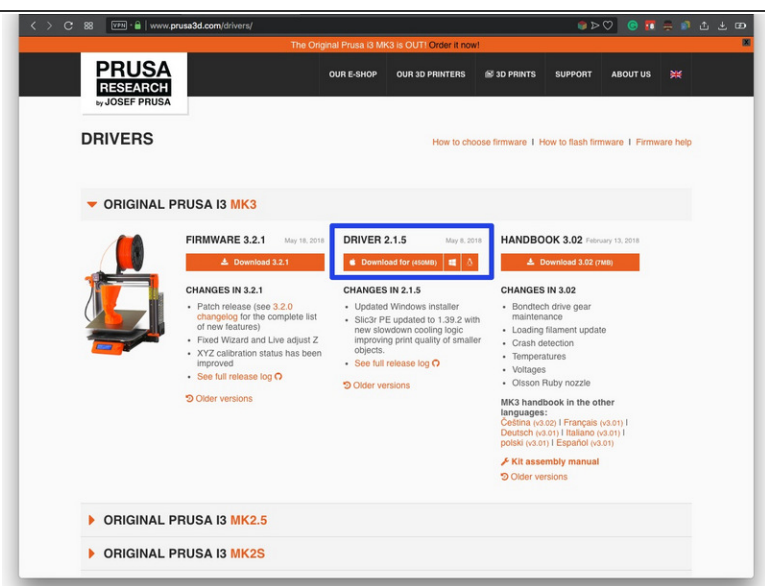 VPN www.prusa3d.com/drivers/
The Original Prusa i3 MK3 is OUT! Order it now!
PRUSA
RESEARCH
by JOSEF PRUSA
OUR E-SHOP OUR 3D PRINTERS 3D PRINTS SUPPORT ABOUT US
DRIVERS
How to choose firmware I How to flash firmware I Firmware help
ORIGINAL PRUSA I3 MK3
FIRMWARE 3.2.1 May 18, 2018
Download 3.2.1
CHANGES IN 3.2.1
• Patch release (see 3.2.0
changelog for the complete list
of new features)
• Fixed Wizard and Live adjust Z
• XYZ calibration status has been
improved
• See full release log
Older versions
DRIVER 2.1.5 May 8, 2018
Download for (450MB)
CHANGES IN 2.1.5
• Updated Windows installer
• Slic3r PE updated to 1.39.2 with
new slowdown cooling logic
improving print quality of smaller
objects.
• See full release log
Older versions
HANDBOOK 3.02 February 13, 2018
Download 3.02 (7MB)
CHANGES IN 3.02
• Bondtech drive gear
maintenance
• Loading filament update
• Crash detection
• Temperatures
• Voltages
• Olsson Ruby nozzle
MK3 handbook in the other
languages:
Čeština (v3.02) I Français (v3.01) I
Deutsch (v3.01) I Italiano (v3.01) I
polski (v3.01) I Español (v3.01)
Kit assembly manual
Older versions
ORIGINAL PRUSA I3 MK2.5
ORIGINAL PRUSA I3 MK2S